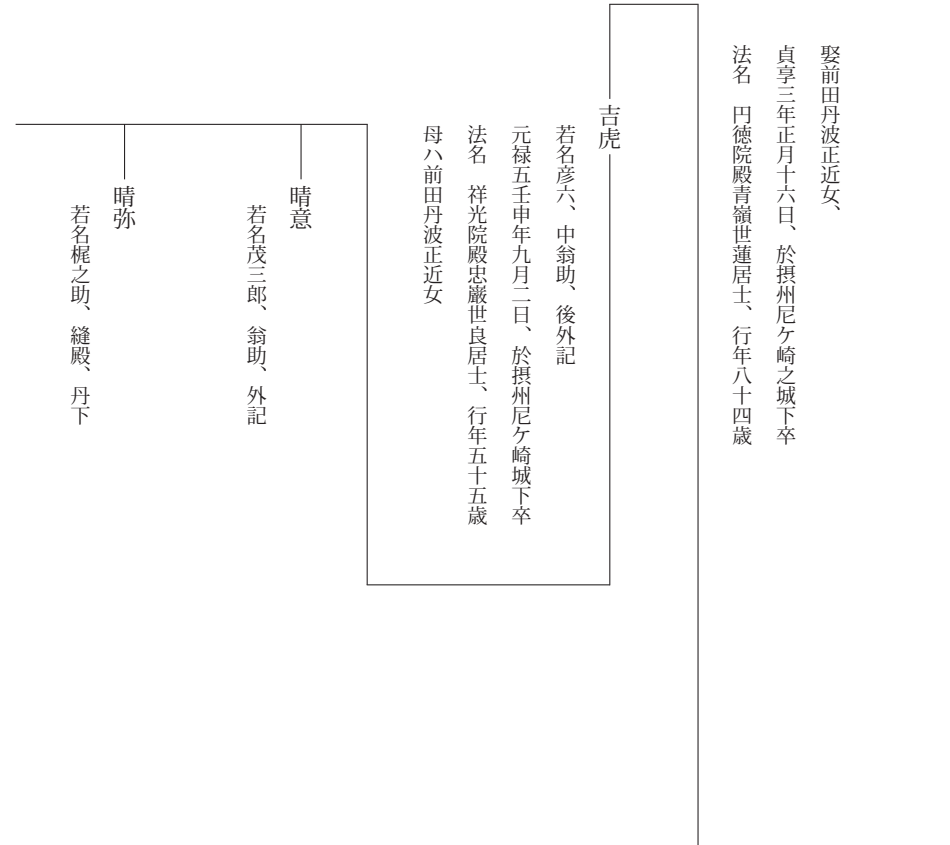 娶前田丹波正近女、
貞享三年正月十六日、於摂州尼ケ崎之城下卒
法名　円徳院殿青嶺世蓮居士、行年八十四歳
吉虎
若名彦六、中翁助、後外記
元禄五壬申年九月二日、於摂州尼ケ崎城下卒
法名　祥光院殿忠巌世良居士、行年五十五歳
母ハ前田丹波正近女
晴意
若名茂三郎、翁助、外記
晴弥
若名梶之助、縫殿、丹下